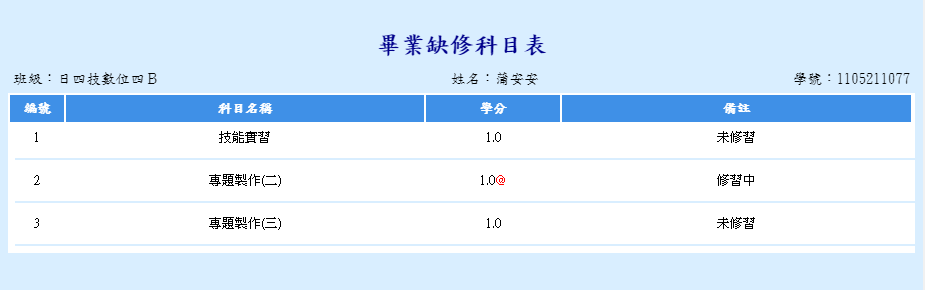 畢業缺修科目表
班級：日四技數位四B 姓名：蒲安安 學號：1105211077
編號 科目名稱 學分 備註
1 技能實習 1.0 未修習
2 專題製作(二) 1.0@ 修習中
3 專題製作(三) 1.0 未修習